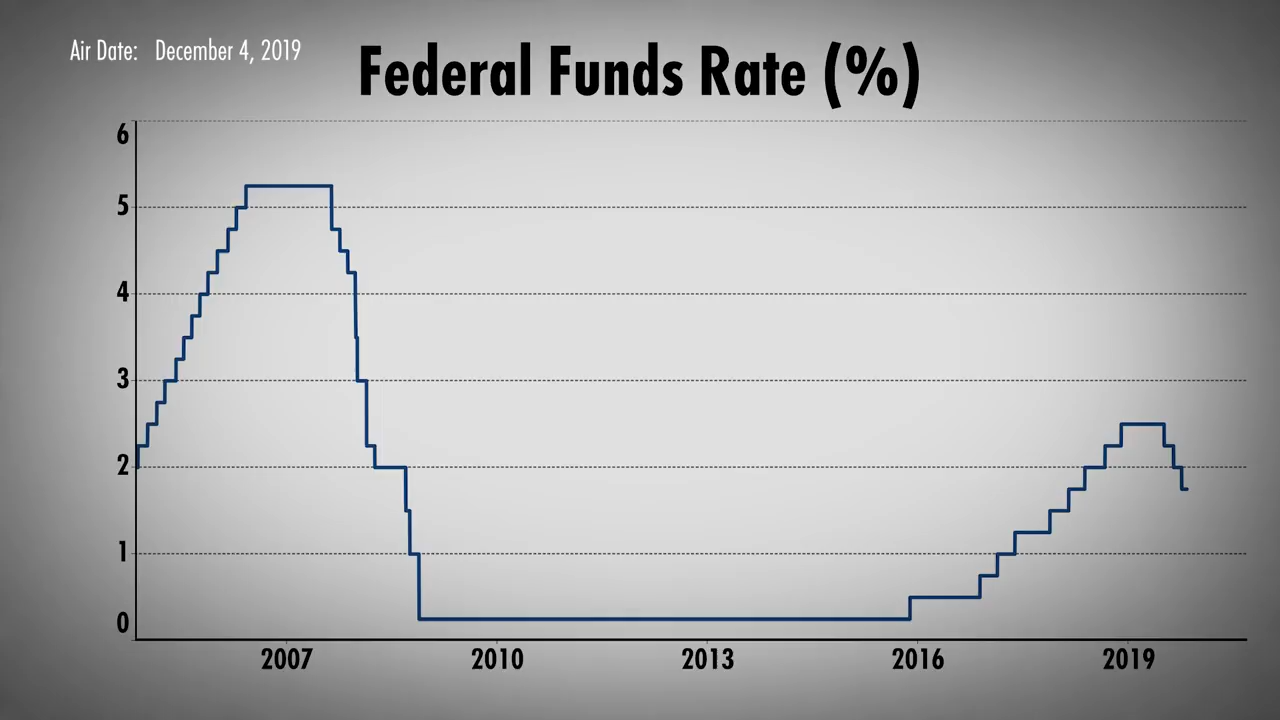 Air Date: December 4, 2019
Federal Funds Rate (%)
6
5
4
3
2
1
0
2007 2010 2013 2016 2019